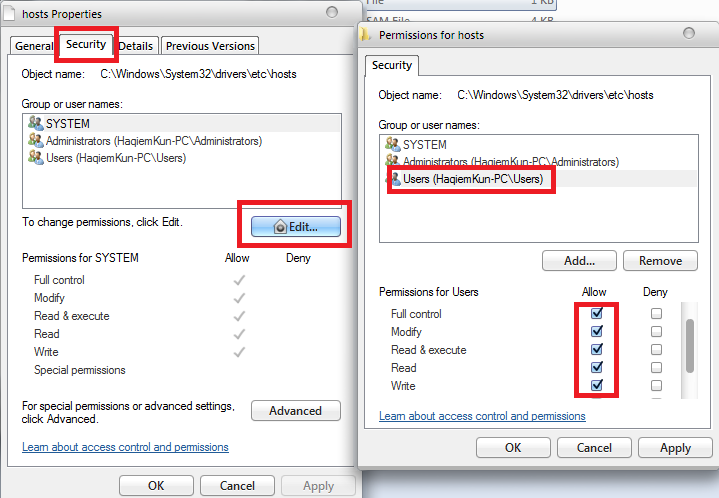 File
SAM File 1 KB
hosts Properties
General Security Details Previous Versions
Object name: C:\Windows\System32\drivers\etc\hosts
Group or user names:
SYSTEM
Administrators (HaqiemKun-PC\Administrators)
Users (HaqiemKun-PC\Users)
To change permissions, click Edit.
Edit...
Permissions for SYSTEM Allow Deny
Full control
Modify
Read & execute
Read
Write
Special permissions
For special permissions or advanced settings,
click Advanced.
Advanced
Learn about access control and permissions
OK Cancel Apply
Permissions for hosts
Security
Object name: C:\Windows\System32\drivers\etc\hosts
Group or user names:
SYSTEM
Administrators (HaqiemKun-PC\Administrators)
Users (HaqiemKun-PC\Users)
Add... Remove
Permissions for Users Allow Deny
Full control
Modify
Read & execute
Read
Write
Learn about access control and permissions
OK Cancel Apply